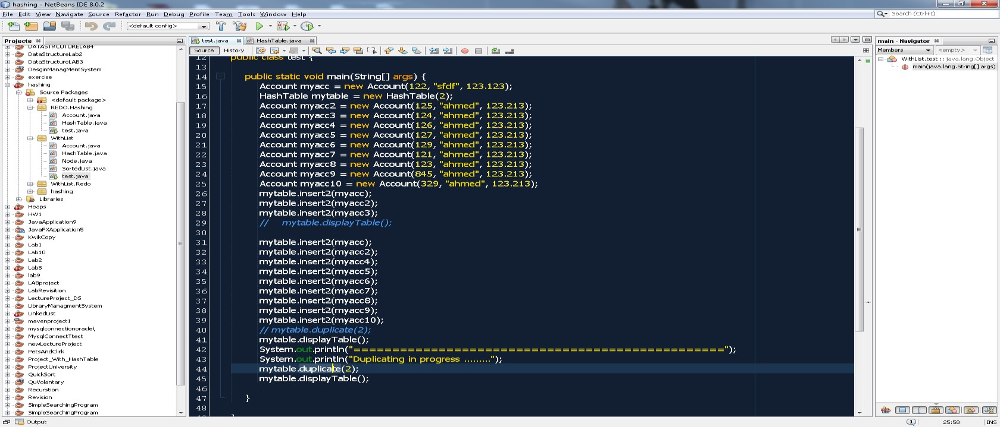 hashing - NetBeans IDE 8.0.2
File Edit View Navigate Source Refactor Run Debug Profile Team Tools Window Help
Search (Ctrl+I)
<default config>
Projects
DATASTRCUTURELAB4
DataStructureLab2
DataStructureLAB3
DesginManagMentSystem
exercise
hashing
Source Packages
<default package>
REDO.Hashing
Account.java
HashTable.java
test.java
WithList
Account.java
HashTable.java
Node.java
SortedList.java
test.java
WithList.Redo
hashing
Libraries
Heaps
HW1
JavaApplication9
JavaFXApplication5
KwikCopy
Lab1
Lab10
Lab2
Lab8
lab9
LABproject
LabRevisition
LectureProject_DS
LibraryManagmentSystem
LinkedList
mavenproject1
mysqlconnectionoracle\
MysqlConnectTtest
newLectureProject
PetsAndClirk
Project_With_HashTable
ProjectUniversity
QuickSort
QuVolantary
Recurstion
Revision
SimpleSearchingProgram
SimpleSearchingProgram
test.java HashTable.java
Source History
12 public class test {
13
14 public static void main(String[] args) {
15 Account myacc = new Account(122, "sfdf", 123.123);
16 HashTable mytable = new HashTable(2);
17 Account myacc2 = new Account(125, "ahmed", 123.213);
18 Account myacc3 = new Account(124, "ahmed", 123.213);
19 Account myacc4 = new Account(126, "ahmed", 123.213);
20 Account myacc5 = new Account(127, "ahmed", 123.213);
21 Account myacc6 = new Account(129, "ahmed", 123.213);
22 Account myacc7 = new Account(121, "ahmed", 123.213);
23 Account myacc8 = new Account(123, "ahmed", 123.213);
24 Account myacc9 = new Account(845, "ahmed", 123.213);
25 Account myacc10 = new Account(329, "ahmed", 123.213);
26 mytable.insert2(myacc);
27 mytable.insert2(myacc2);
28 mytable.insert2(myacc3);
29 // mytable.displayTable();
30
31 mytable.insert2(myacc);
32 mytable.insert2(myacc2);
33 mytable.insert2(myacc4);
34 mytable.insert2(myacc5);
35 mytable.insert2(myacc6);
36 mytable.insert2(myacc7);
37 mytable.insert2(myacc8);
38 mytable.insert2(myacc9);
39 mytable.insert2(myacc10);
40 // mytable.duplicate(2);
41 mytable.displayTable();
42 System.out.println("================================================");
43 System.out.println("Duplicating in progress .........");
44 mytable.duplicate(2);
45 mytable.displayTable();
46
47 }
48
main - Navigator
Members <empty>
WithList.test :: java.lang.Object
main(java.lang.String[] args)
Output
1 25:58 INS